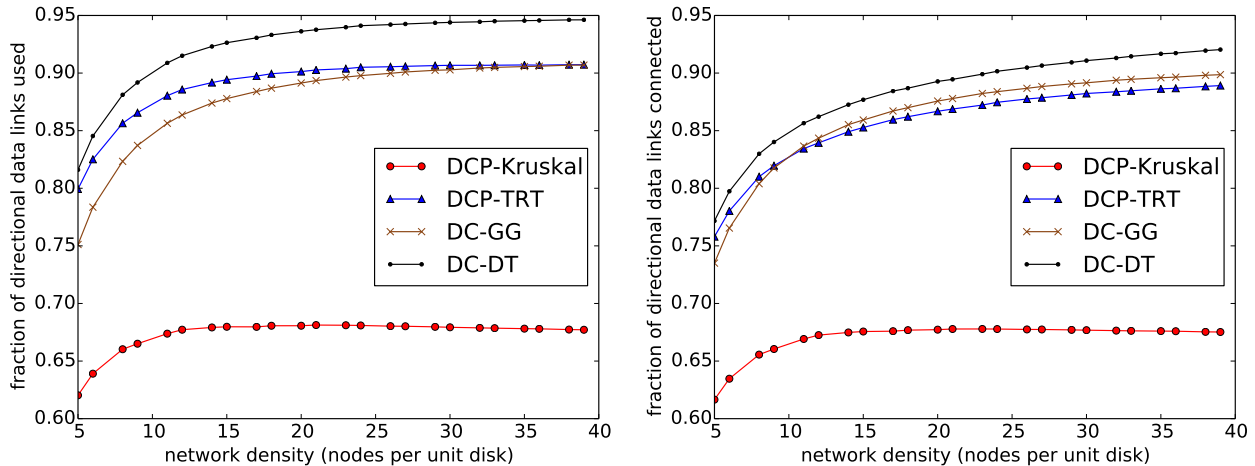 fraction of directional data links used
0.95
0.90
0.85
0.80
0.75
0.70
0.65
0.60
DCP-Kruskal
DCP-TRT
DC-GG
DC-DT
5 10 15 20 25 30 35 40
network density (nodes per unit disk)
fraction of directional data links connected
0.95
0.90
0.85
0.80
0.75
0.70
0.65
0.60
DCP-Kruskal
DCP-TRT
DC-GG
DC-DT
5 10 15 20 25 30 35 40
network density (nodes per unit disk)